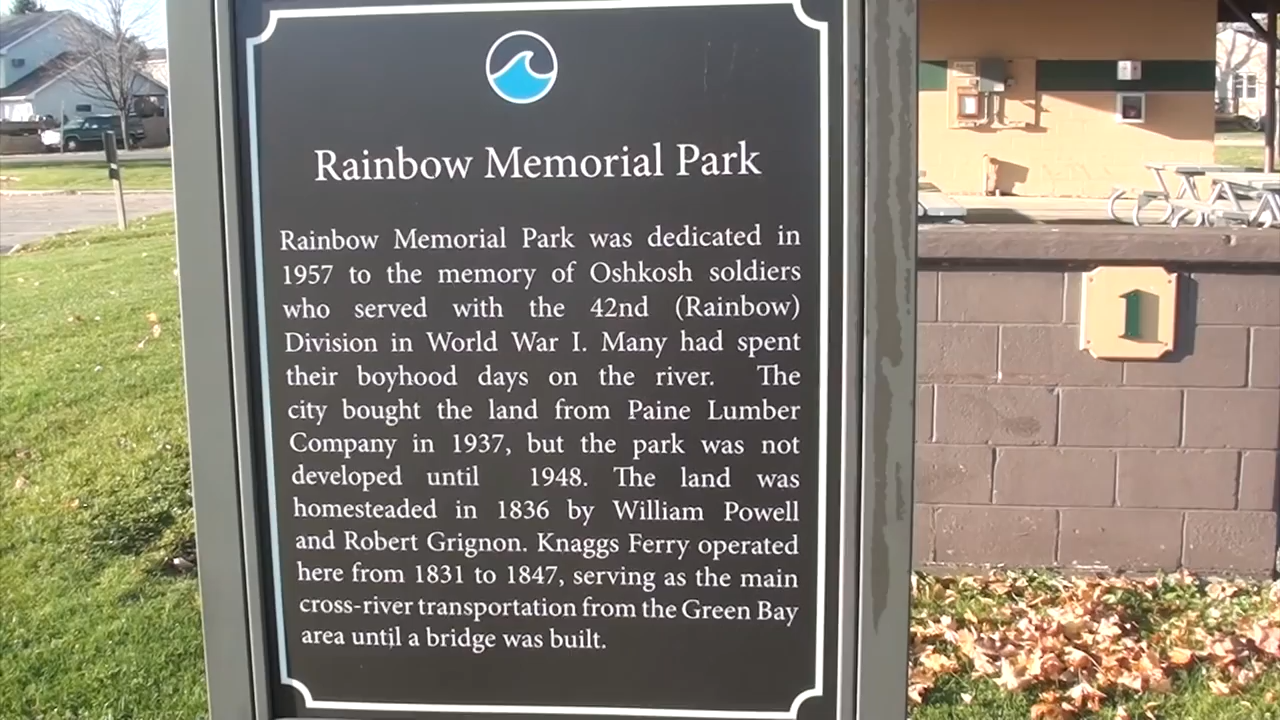 Rainbow Memorial Park
Rainbow Memorial Park was dedicated in
1957 to the memory of Oshkosh soldiers
who served with the 42nd (Rainbow)
Division in World War I. Many had spent
their boyhood days on the river. The
city bought the land from Paine Lumber
Company in 1937, but the park was not
developed until 1948. The land was
homesteaded in 1836 by William Powell
and Robert Grignon. Knaggs Ferry operated
here from 1831 to 1847, serving as the main
cross-river transportation from the Green Bay
area until a bridge was built.
1